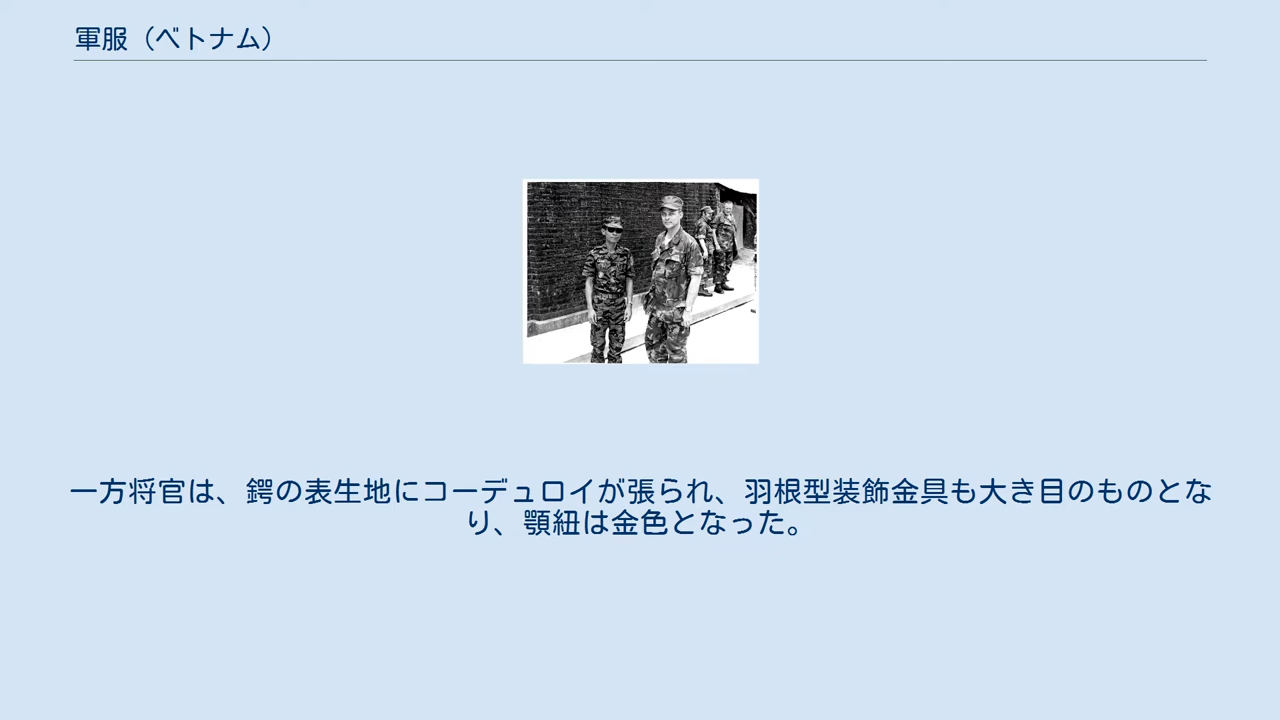 軍服（ベトナム）
一方将官は、鍔の表生地にコーデュロイが張られ、羽根型装飾金具も大き目のものとな
り、顎紐は金色となった。